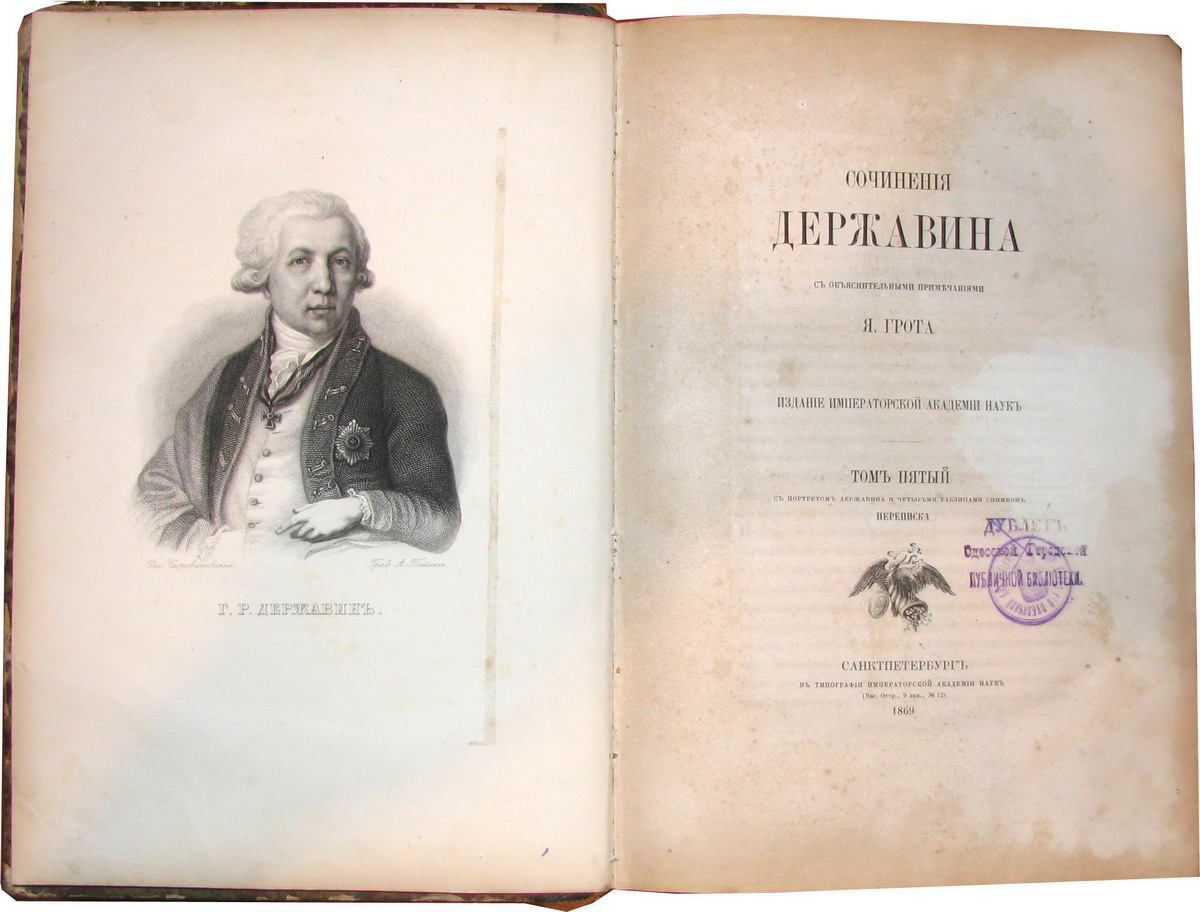 Г. Р. ДЕРЖАВИНЪ.
СОЧИНЕНІЯ
ДЕРЖАВИНА
СЪ ОБЪЯСНИТЕЛЬНЫМИ ПРИМѢЧАНІЯМИ
Я. ГРОТА
ИЗДАНІЕ ИМПЕРАТОРСКОЙ АКАДЕМІИ НАУКЪ
ТОМЪ ПЯТЫЙ
СЪ ПОРТРЕТОМЪ ДЕРЖАВИНА И ЧЕТЫРЬМЯ ТАБЛИЦАМИ СНИМКОВЪ
ПЕРЕПИСКА
ДУБЛЕТЪ
Одесской Городской
ПУБЛИЧНОЙ БИБЛІОТЕКИ.
САНКТПЕТЕРБУРГЪ
ВЪ ТИПОГРАФІИ ИМПЕРАТОРСКОЙ АКАДЕМІИ НАУКЪ
(Вас. Остр., 9 лин., № 12)
1869